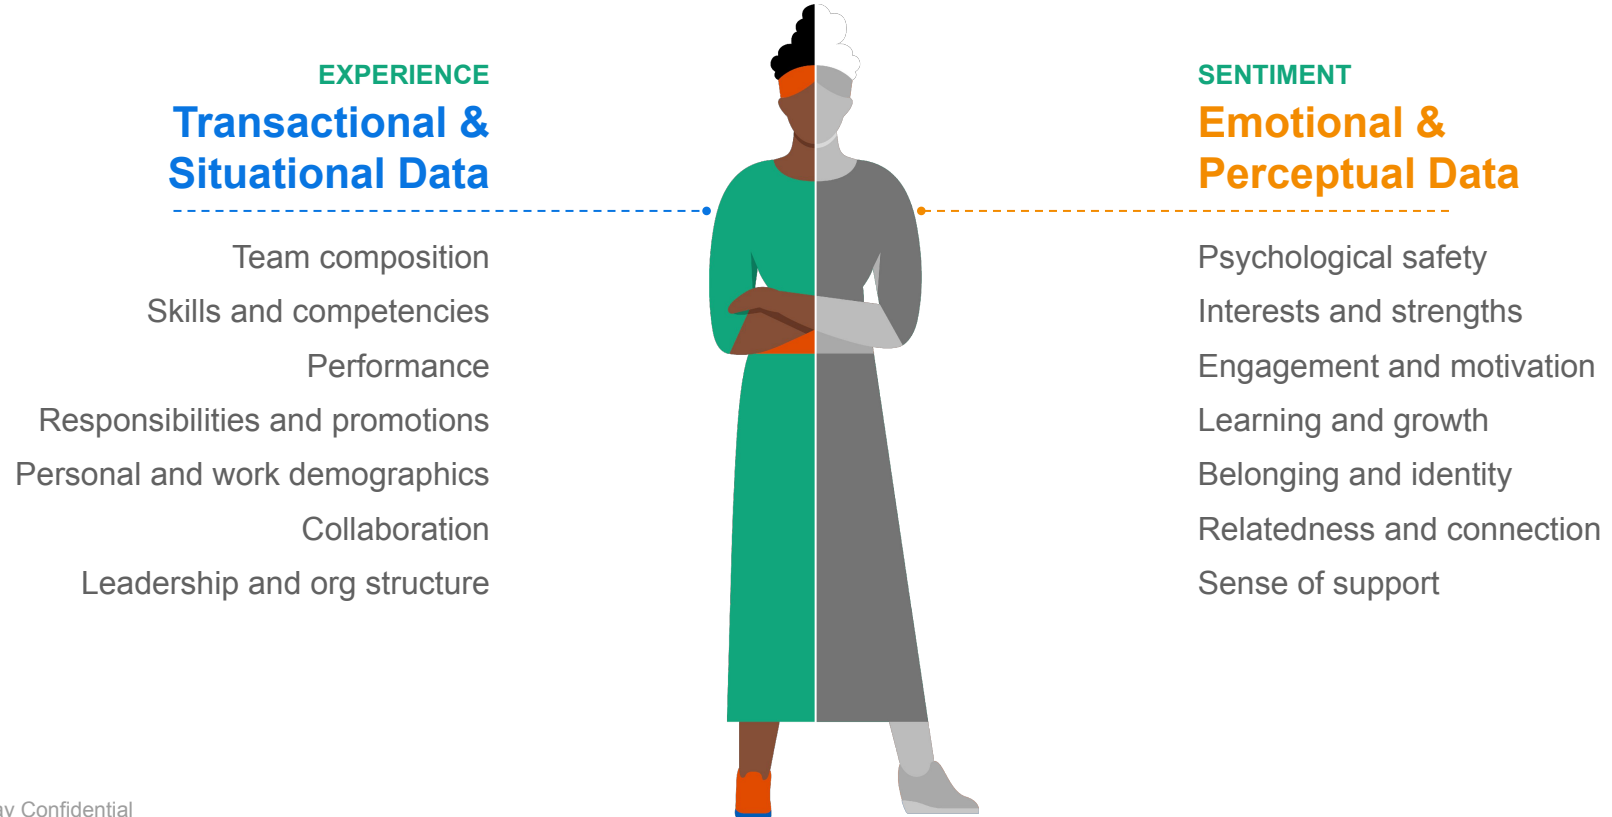 EXPERIENCE
Transactional &
Situational Data
Team composition
Skills and competencies
Performance
Responsibilities and promotions
Personal and work demographics
Collaboration
Leadership and org structure
SENTIMENT
Emotional &
Perceptual Data
Psychological safety
Interests and strengths
Engagement and motivation
Learning and growth
Belonging and identity
Relatedness and connection
Sense of support
Confidential